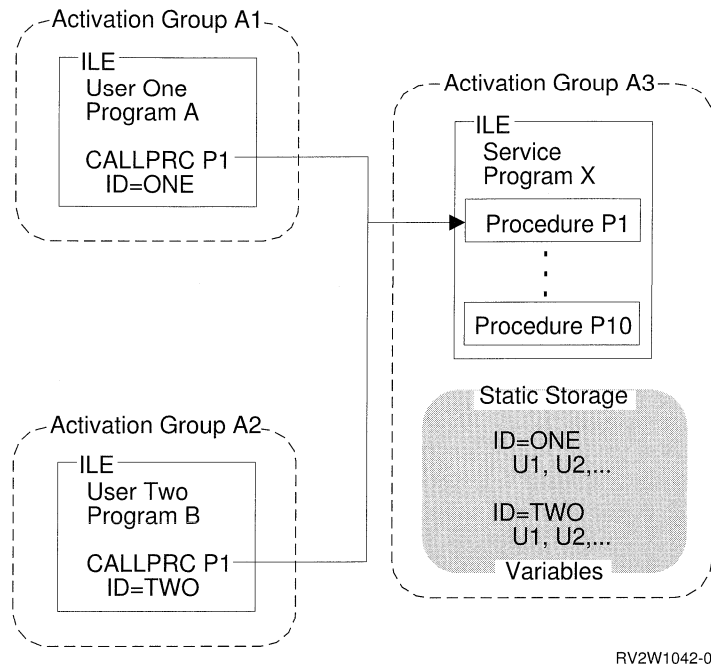 Activation Group A1
ILE
User One
Program A
CALLPRC P1
ID=ONE
Activation Group A2
ILE
User Two
Program B
CALLPRC P1
ID=TWO
Activation Group A3
ILE
Service
Program X
Procedure P1
Procedure P10
Static Storage
ID=ONE
U1, U2,...
ID=TWO
U1, U2,...
Variables
RV2W1042-0